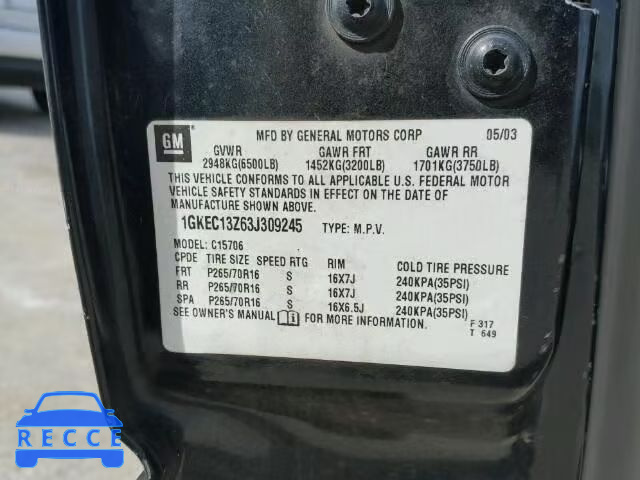 GM MFD BY GENERAL MOTORS CORP 05/03
GVWR GAWR FRT GAWR RR
2948KG(6500LB) 1452KG(3200LB) 1701KG(3750LB)
THIS VEHICLE CONFORMS TO ALL APPLICABLE U.S. FEDERAL MOTOR
VEHICLE SAFETY STANDARDS IN EFFECT ON THE DATE OF
MANUFACTURE SHOWN ABOVE.
1GKEC13Z63J309245 TYPE: M.P.V.
MODEL: C15706
CPDE TIRE SIZE SPEED RTG RIM COLD TIRE PRESSURE
FRT P265/70R16 S 16X7J 240KPA(35PSI)
RR P265/70R16 S 16X7J 240KPA(35PSI)
SPA P265/70R16 S 16X6.5J 240KPA(35PSI)
SEE OWNER'S MANUAL FOR MORE INFORMATION.
F 317
T 649
RECCE